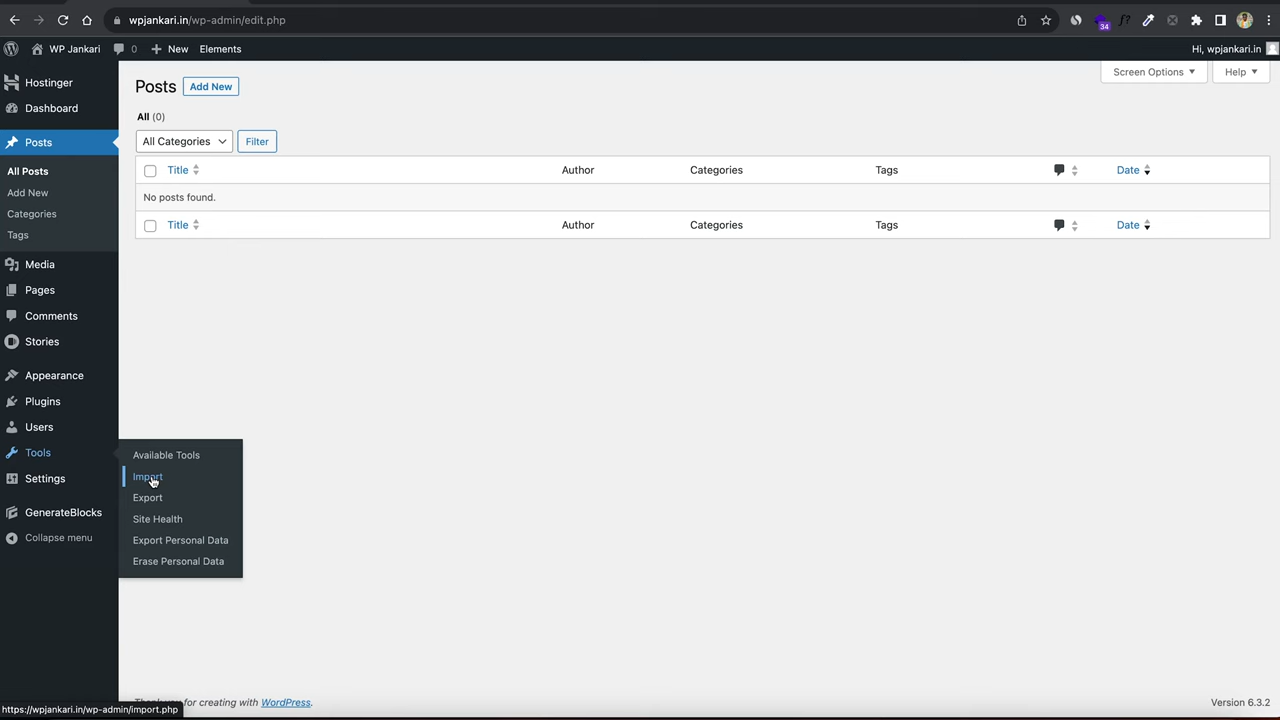 wpjankari.in/wp-admin/edit.php
34
f?
WP Jankari
0
New
Elements
Hi, wpjankari.in
Hostinger
Dashboard
Posts
All Posts
Add New
Categories
Tags
Media
Pages
Comments
Stories
Appearance
Plugins
Users
Tools
Settings
GenerateBlocks
Collapse menu
Available Tools
Import
Export
Site Health
Export Personal Data
Erase Personal Data
Posts Add New
Screen Options
Help
All (0)
All Categories
Filter
Title Author Categories Tags Date
No posts found.
Title Author Categories Tags Date
for creating with WordPress.
Version 6.3.2
https://wpjankari.in/wp-admin/import.php